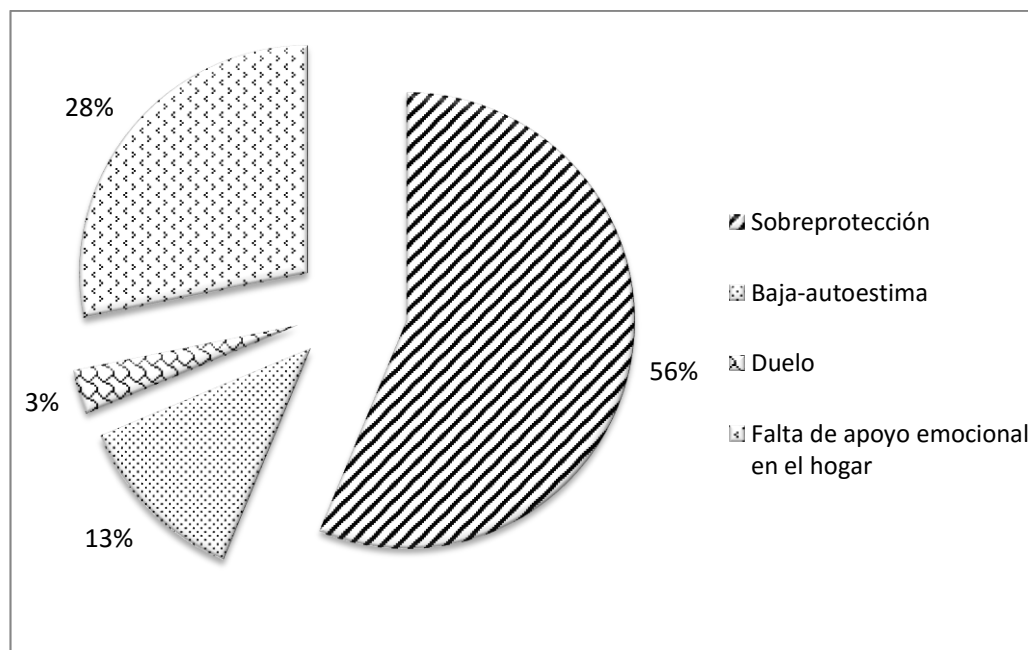 28%
Sobreprotección
Baja-autoestima
56%
Duelo
3%
Falta de apoyo emocional
en el hogar
13%